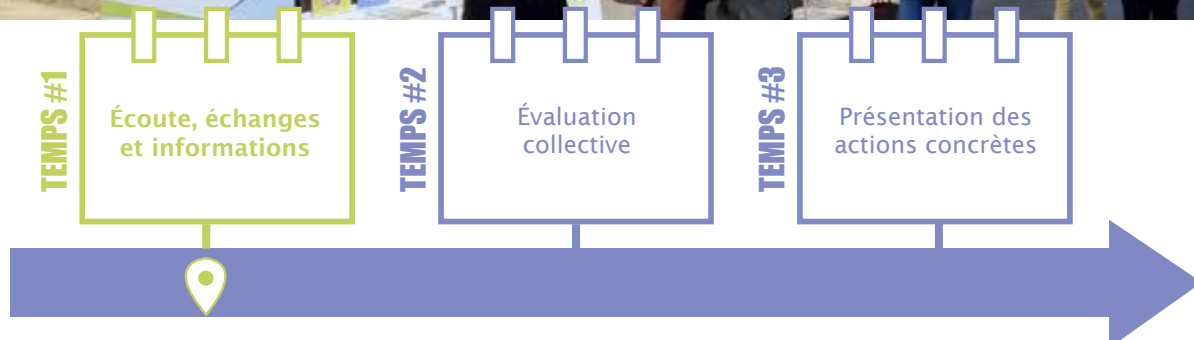 TEMPS #1
Écoute, échanges
et informations
TEMPS #2
Évaluation
collective
TEMPS #3
Présentation des
actions concrètes